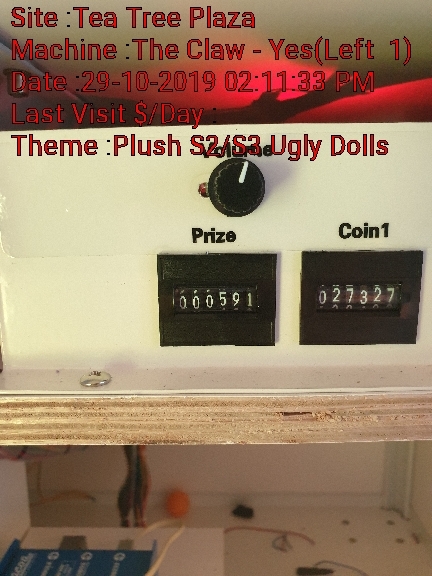 Site :Tea Tree Plaza
Machine :The Claw - Yes(Left 1)
Date :29-10-2019 02:11:33 PM
Last Visit $/Day :
Theme :Plush S2/S3 Ugly Dolls
Volume
Prize
Coin1
000591
027327